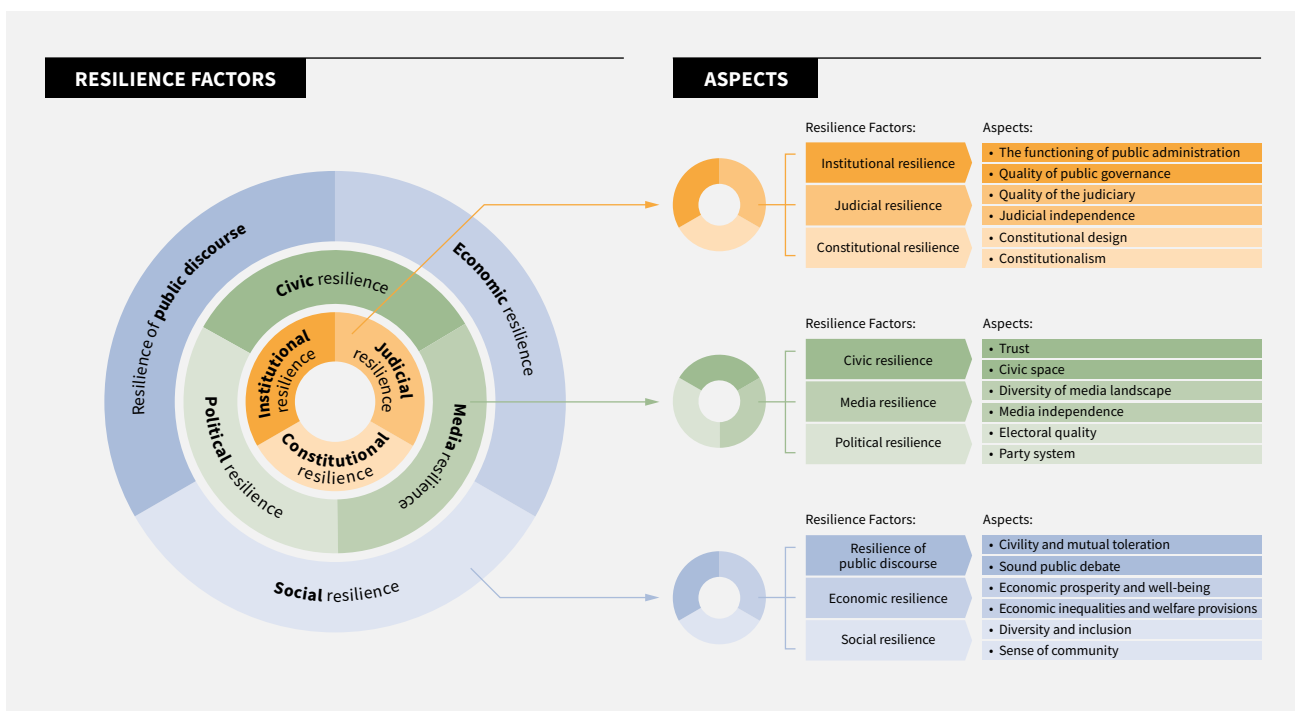 RESILIENCE FACTORS
Resilience of public discourse
Economic resilience
Social resilience
Civic resilience
Media resilience
Political resilience
Institutional
resilience
Judicial
resilience
Constitutional
resilience
ASPECTS
Resilience Factors:
Aspects:
Institutional resilience
• The functioning of public administration
• Quality of public governance
Judicial resilience
• Quality of the judiciary
• Judicial independence
Constitutional resilience
• Constitutional design
• Constitutionalism
Resilience Factors:
Aspects:
Civic resilience
• Trust
• Civic space
Media resilience
• Diversity of media landscape
• Media independence
Political resilience
• Electoral quality
• Party system
Resilience Factors:
Aspects:
Resilience of
public discourse
• Civility and mutual toleration
• Sound public debate
Economic resilience
• Economic prosperity and well-being
• Economic inequalities and welfare provisions
Social resilience
• Diversity and inclusion
• Sense of community